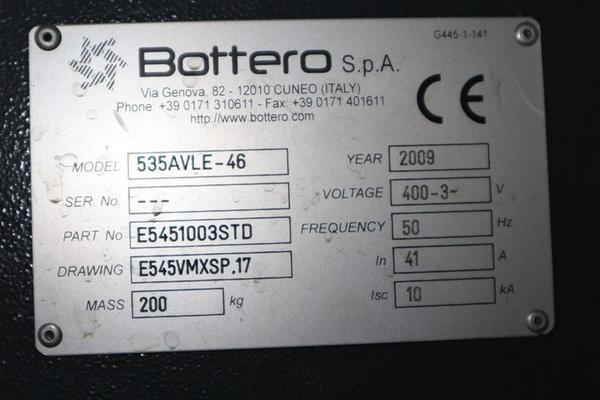 G445-1-141
Bottero S.p.A.
Via Genova, 82 - 12010 CUNEO (ITALY)
Phone +39 0171 310611 - Fax: +39 0171 401611
http://www.bottero.com
CE
MODEL 535AVLE-46
YEAR 2009
SER No. ---
VOLTAGE 400-3~ V
PART No E5451003STD
FREQUENCY 50 Hz
DRAWING E545VMXSP.17
In 41 A
MASS 200 kg
Isc 10 kA